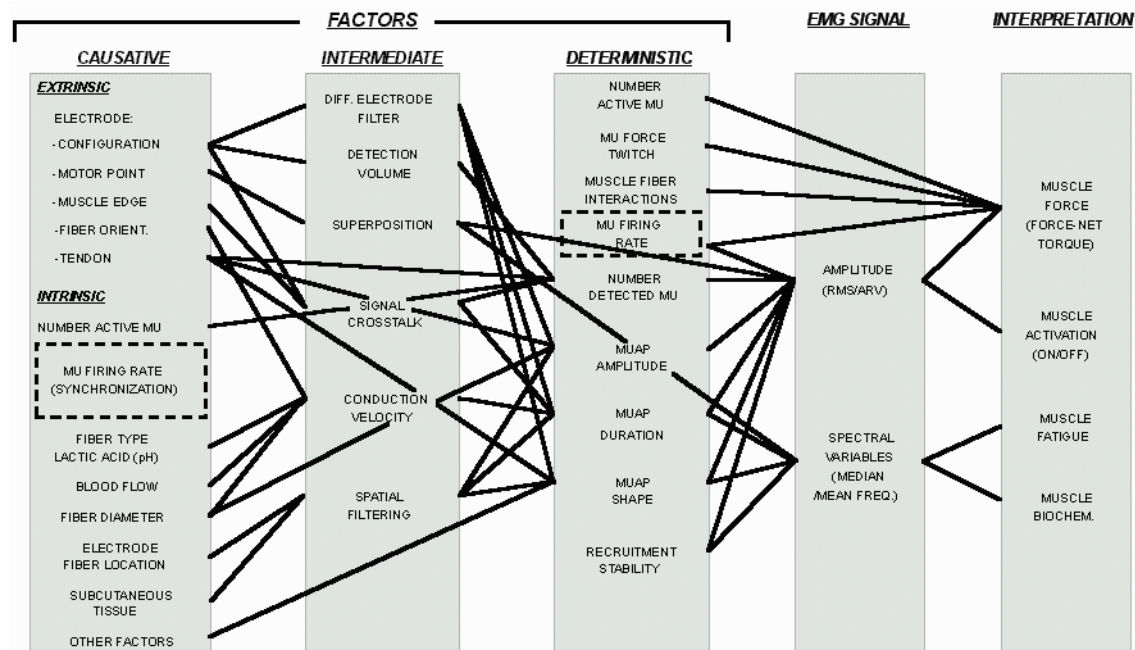 FACTORS
EMG SIGNAL
INTERPRETATION
CAUSATIVE
INTERMEDIATE
DETERMINISTIC
EXTRINSIC
ELECTRODE:
-CONFIGURATION
-MOTOR POINT
-MUSCLE EDGE
-FIBER ORIENT.
-TENDON
INTRINSIC
NUMBER ACTIVE MU
MU FIRING RATE
(SYNCHRONIZATION)
FIBER TYPE
LACTIC ACID (pH)
BLOOD FLOW
FIBER DIAMETER
ELECTRODE
FIBER LOCATION
SUBCUTANEOUS
TISSUE
OTHER FACTORS
DIFF. ELECTRODE
FILTER
DETECTION
VOLUME
SUPERPOSITION
SIGNAL
CROSSTALK
CONDUCTION
VELOCITY
SPATIAL
FILTERING
NUMBER
ACTIVE MU
MU FORCE
TWITCH
MUSCLE FIBER
INTERACTIONS
MU FIRING
RATE
NUMBER
DETECTED MU
MUAP
AMPLITUDE
MUAP
DURATION
MUAP
SHAPE
RECRUITMENT
STABILITY
AMPLITUDE
(RMS/ARV)
SPECTRAL
VARIABLES
(MEDIAN
/MEAN FREQ.)
MUSCLE
FORCE
(FORCE-NET
TORQUE)
MUSCLE
ACTIVATION
(ON/OFF)
MUSCLE
FATIGUE
MUSCLE
BIOCHEM.